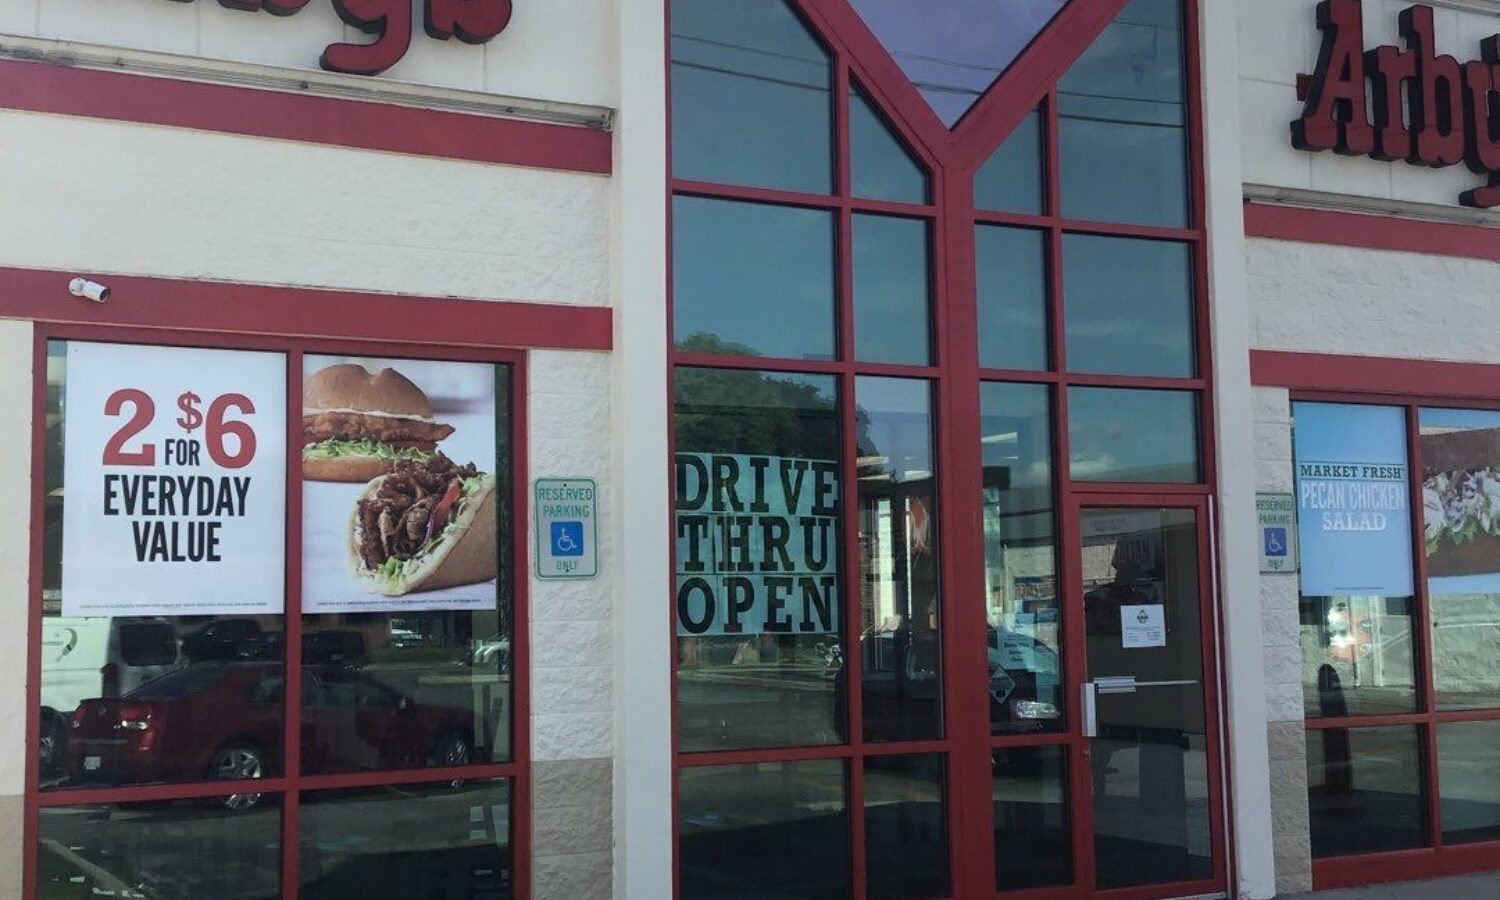 Arby's
Arby's
2 FOR $6
EVERYDAY
VALUE
RESERVED
PARKING
ONLY
DRIVE
THRU
OPEN
RESERVED
PARKING
ONLY
MARKET FRESH
PECAN CHICKEN
SALAD